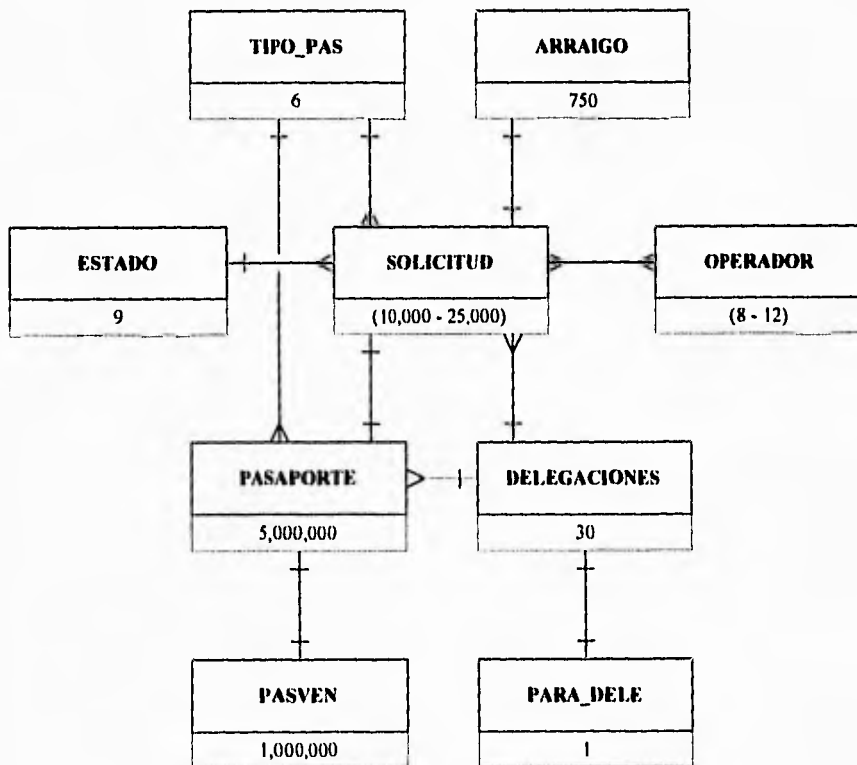 TIPO_PAS
6
ARRAIGO
750
ESTADO
9
SOLICITUD
(10,000 - 25,000)
OPERADOR
(8 - 12)
PASAPORTE
5,000,000
DELEGACIONES
30
PASVEN
1,000,000
PARA_DELE
1